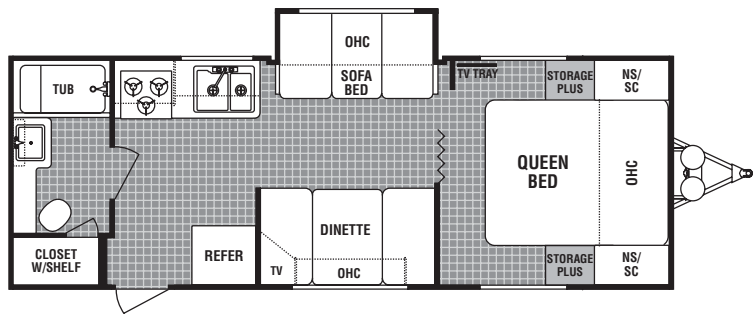 OHC
SOFA
BED
TV TRAY
STORAGE
PLUS
NS/
SC
TUB
QUEEN
BED
OHC
DINETTE
TV
OHC
REFER
CLOSET
W/SHELF
STORAGE
PLUS
NS/
SC